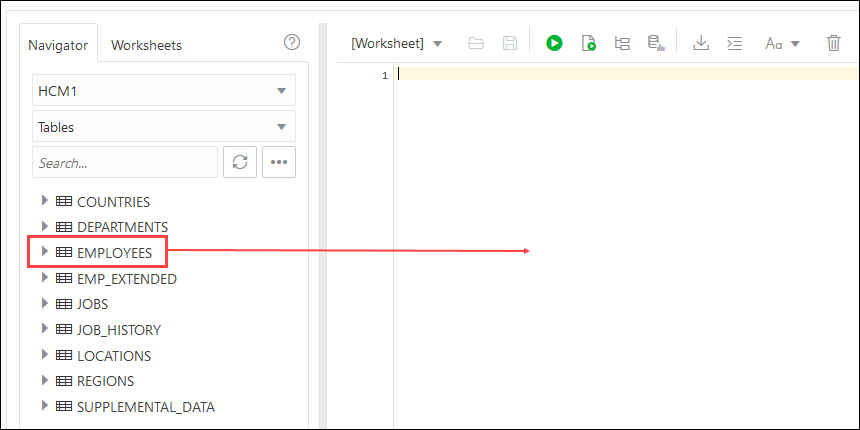 Navigator Worksheets ?
[Worksheet] Aa
HCM1
1
Tables
Search...
COUNTRIES
DEPARTMENTS
EMPLOYEES
EMP_EXTENDED
JOBS
JOB_HISTORY
LOCATIONS
REGIONS
SUPPLEMENTAL_DATA